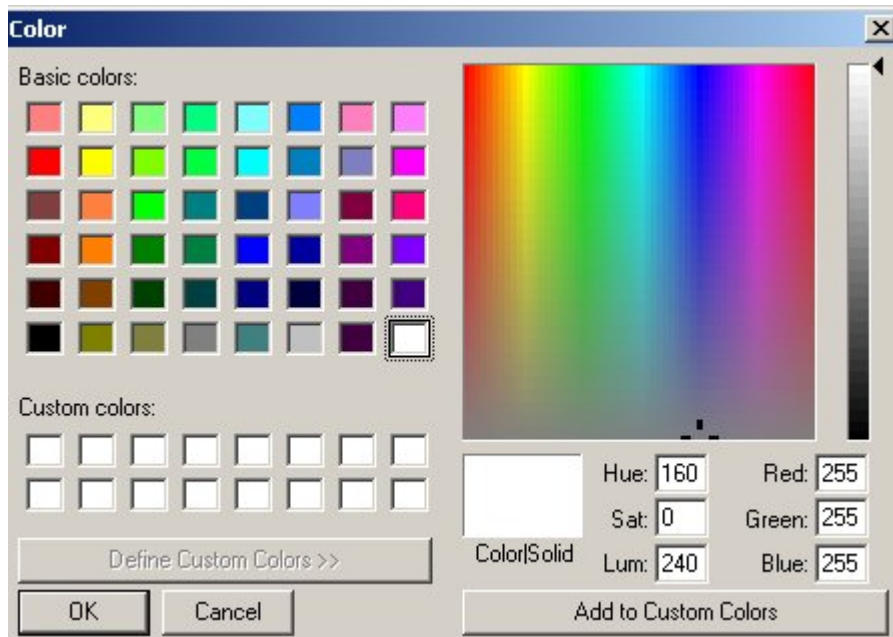 Color
Basic colors:
Custom colors:
Define Custom Colors >>
OK Cancel
Color|Solid
Hue: 160 Red: 255
Sat: 0 Green: 255
Lum: 240 Blue: 255
Add to Custom Colors